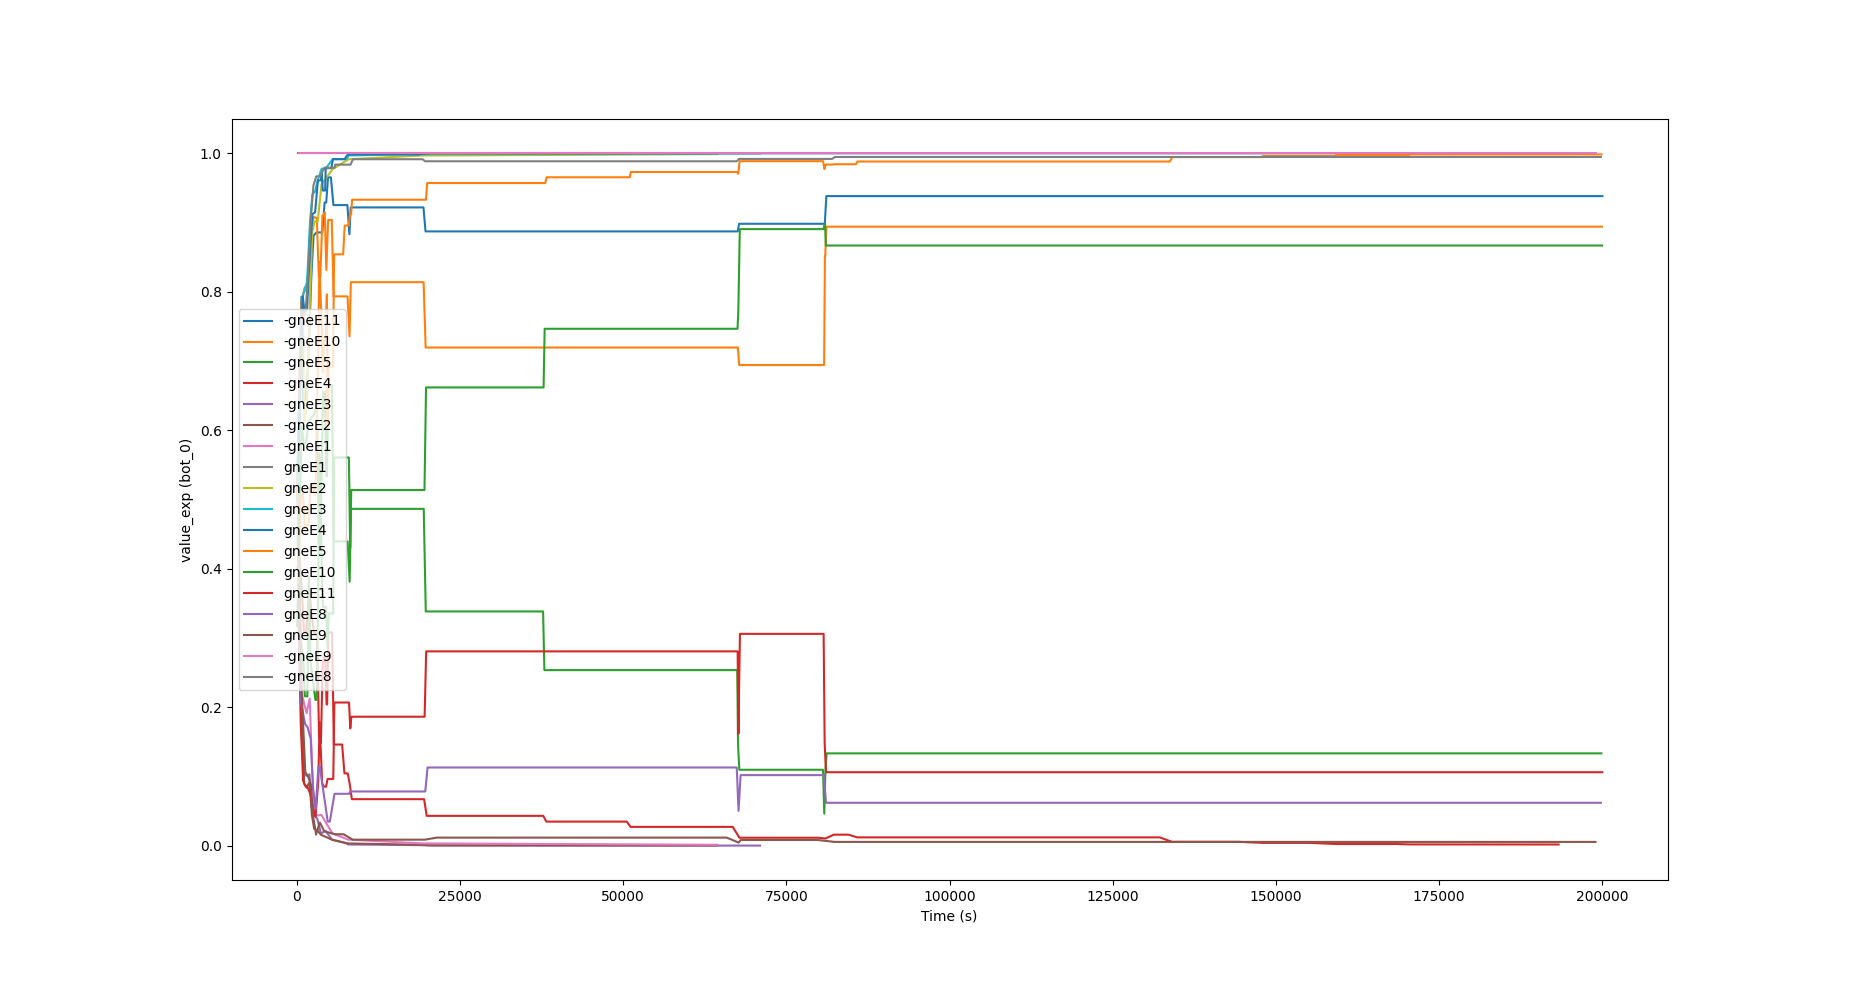 1.0
0.8
0.6
0.4
0.2
0.0
value_exp (bot_0)
-gneE11
-gneE10
-gneE5
-gneE4
-gneE3
-gneE2
-gneE1
gneE1
gneE2
gneE3
gneE4
gneE5
gneE10
gneE11
gneE8
gneE9
-gneE9
-gneE8
0 25000 50000 75000 100000 125000 150000 175000 200000
Time (s)